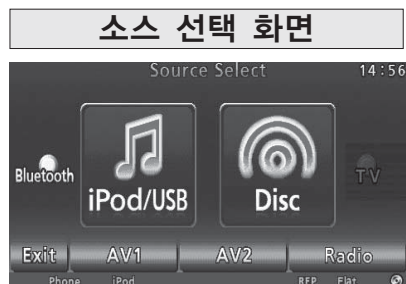 소스 선택 화면
Source Select 14:56
Bluetooth iPod/USB Disc TV
Exit AV1 AV2 Radio
Phone iPod REP Flat